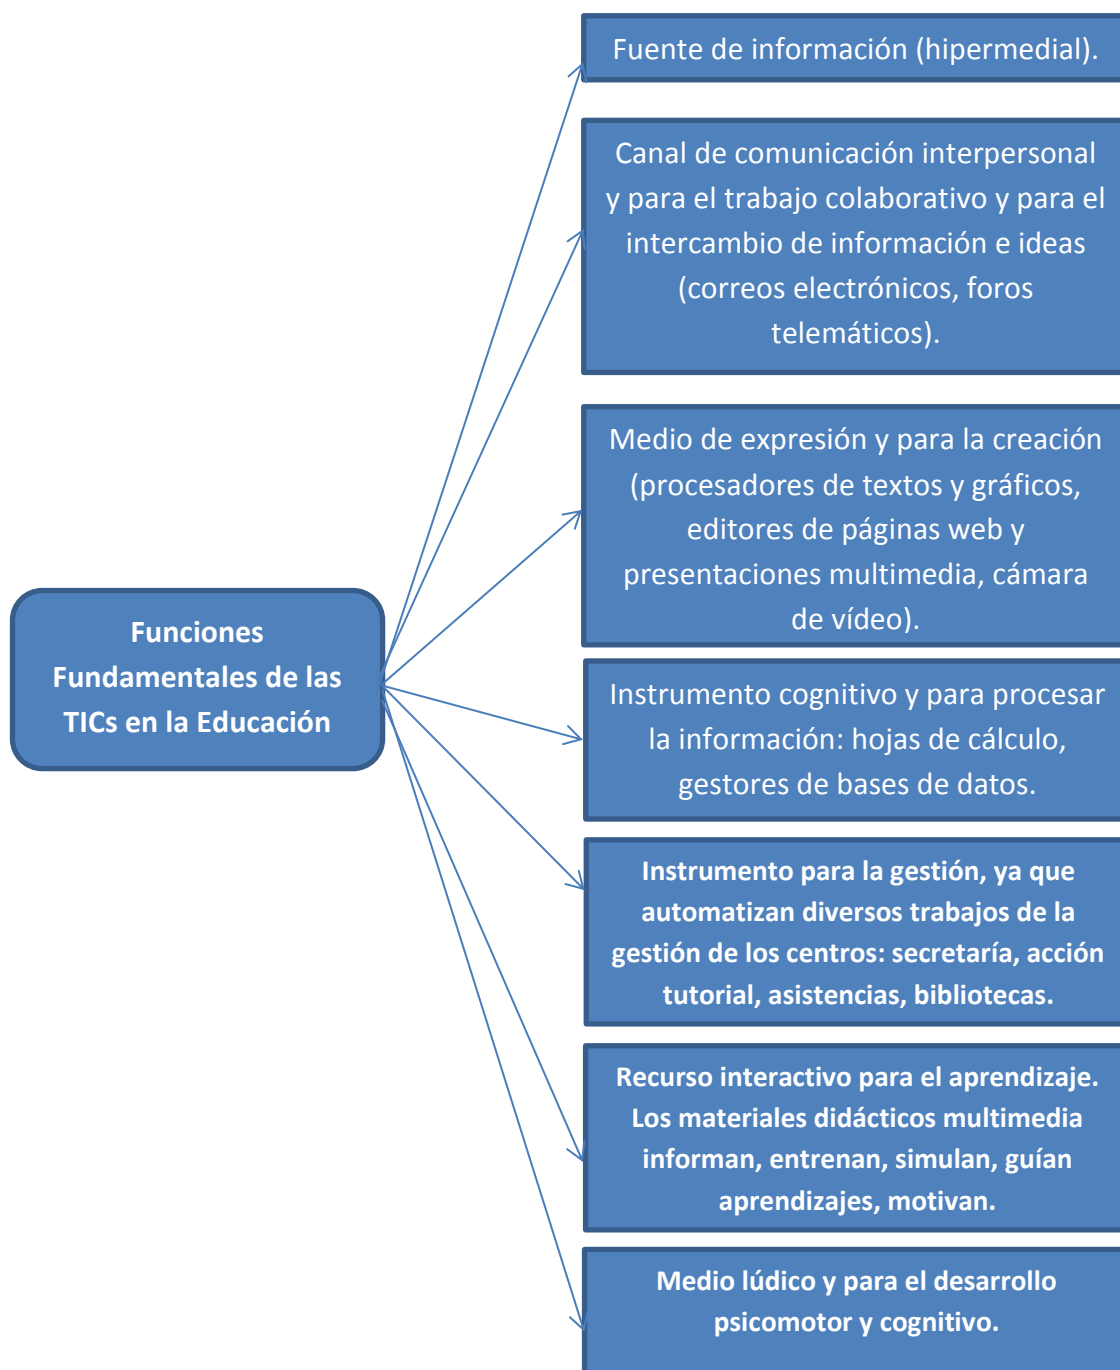 Fuente de información (hipermedial).
Canal de comunicación interpersonal
y para el trabajo colaborativo y para el
intercambio de información e ideas
(correos electrónicos, foros
telemáticos).
Medio de expresión y para la creación
(procesadores de textos y gráficos,
editores de páginas web y
presentaciones multimedia, cámara
de vídeo).
Funciones
Fundamentales de las
TICs en la Educación
Instrumento cognitivo y para procesar
la información: hojas de cálculo,
gestores de bases de datos.
Instrumento para la gestión, ya que
automatizan diversos trabajos de la
gestión de los centros: secretaría, acción
tutorial, asistencias, bibliotecas.
Recurso interactivo para el aprendizaje.
Los materiales didácticos multimedia
informan, entrenan, simulan, guían
aprendizajes, motivan.
Medio lúdico y para el desarrollo
psicomotor y cognitivo.